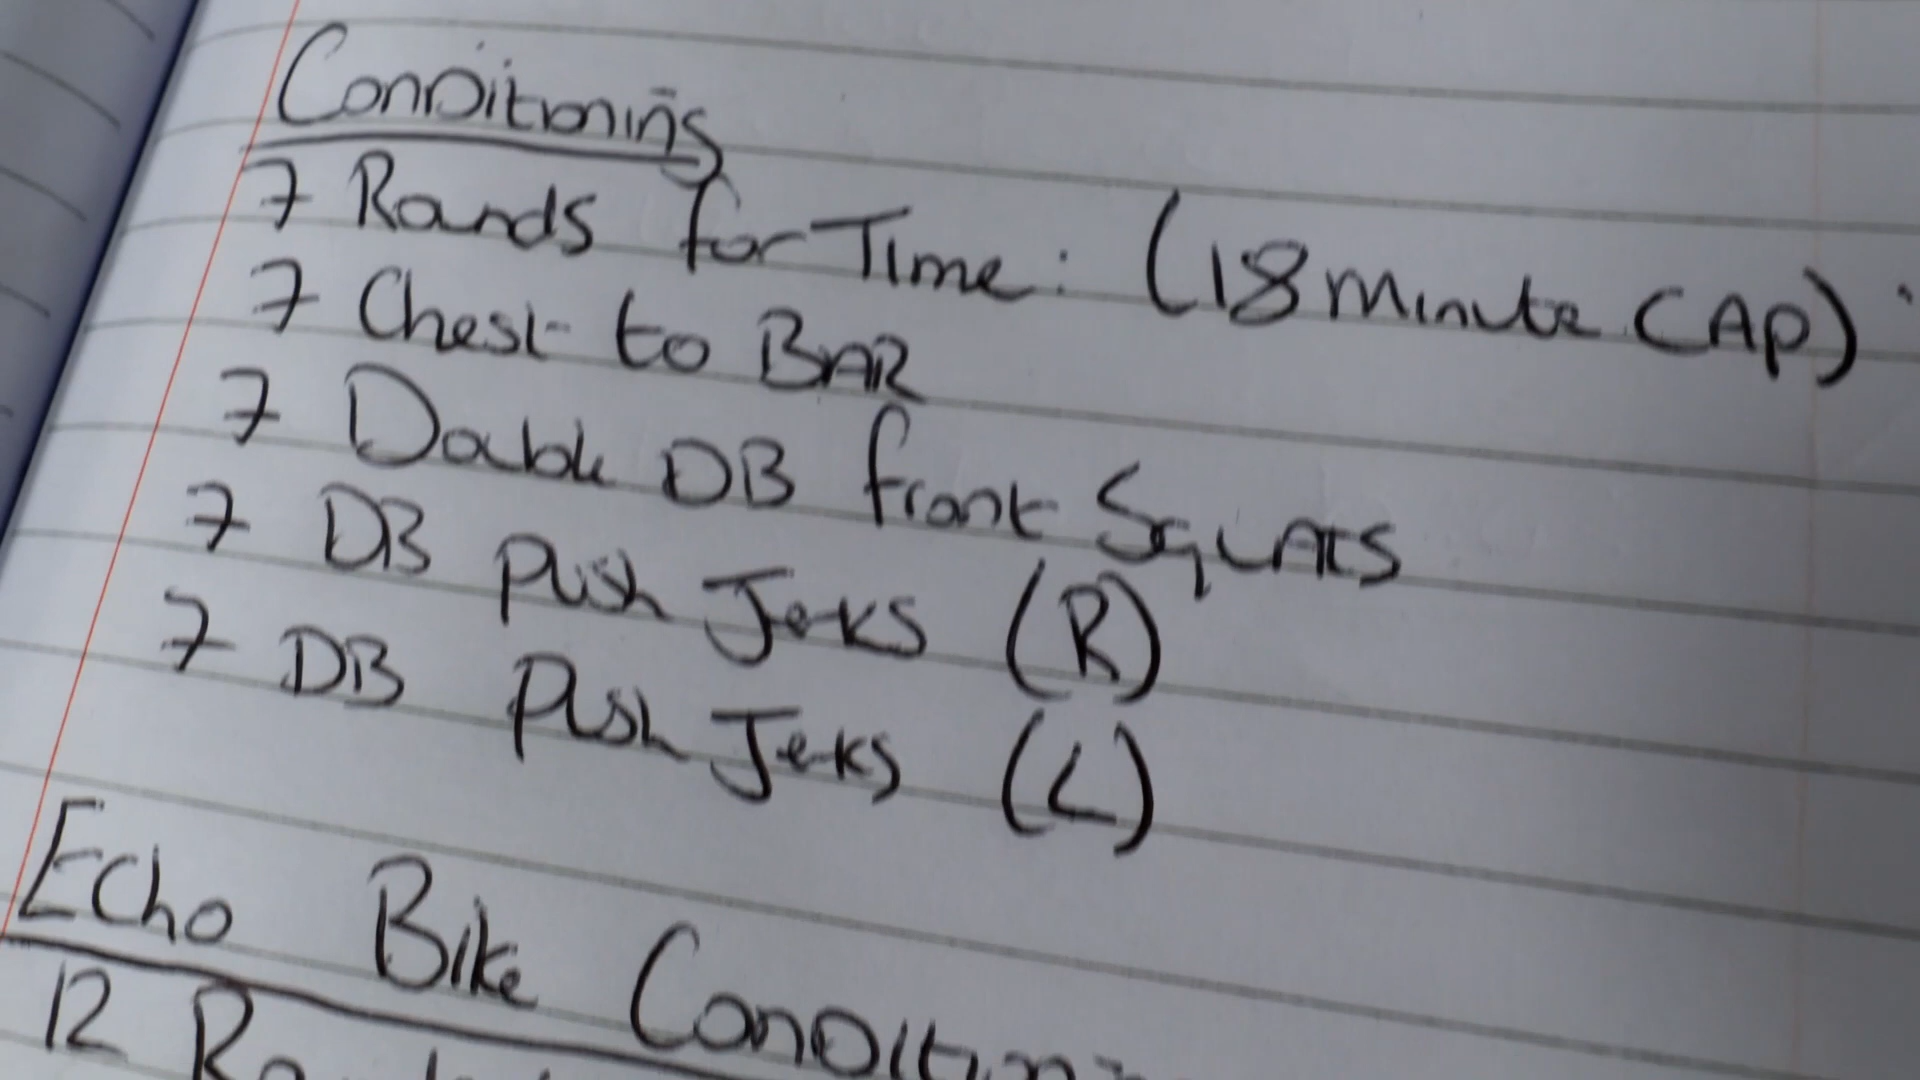 Conditioning
7 Rounds for Time: (18 Minute CAP)
7 Chest to BAR
7 Double DB front SquAts
7 DB Push Jerks (R)
7 DB Push Jerks (L)
Echo Bike
12